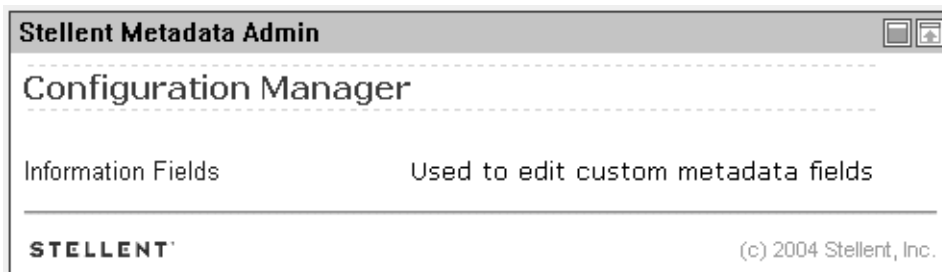 Stellent Metadata Admin
Configuration Manager
Information Fields Used to edit custom metadata fields
STELLENT (c) 2004 Stellent, Inc.